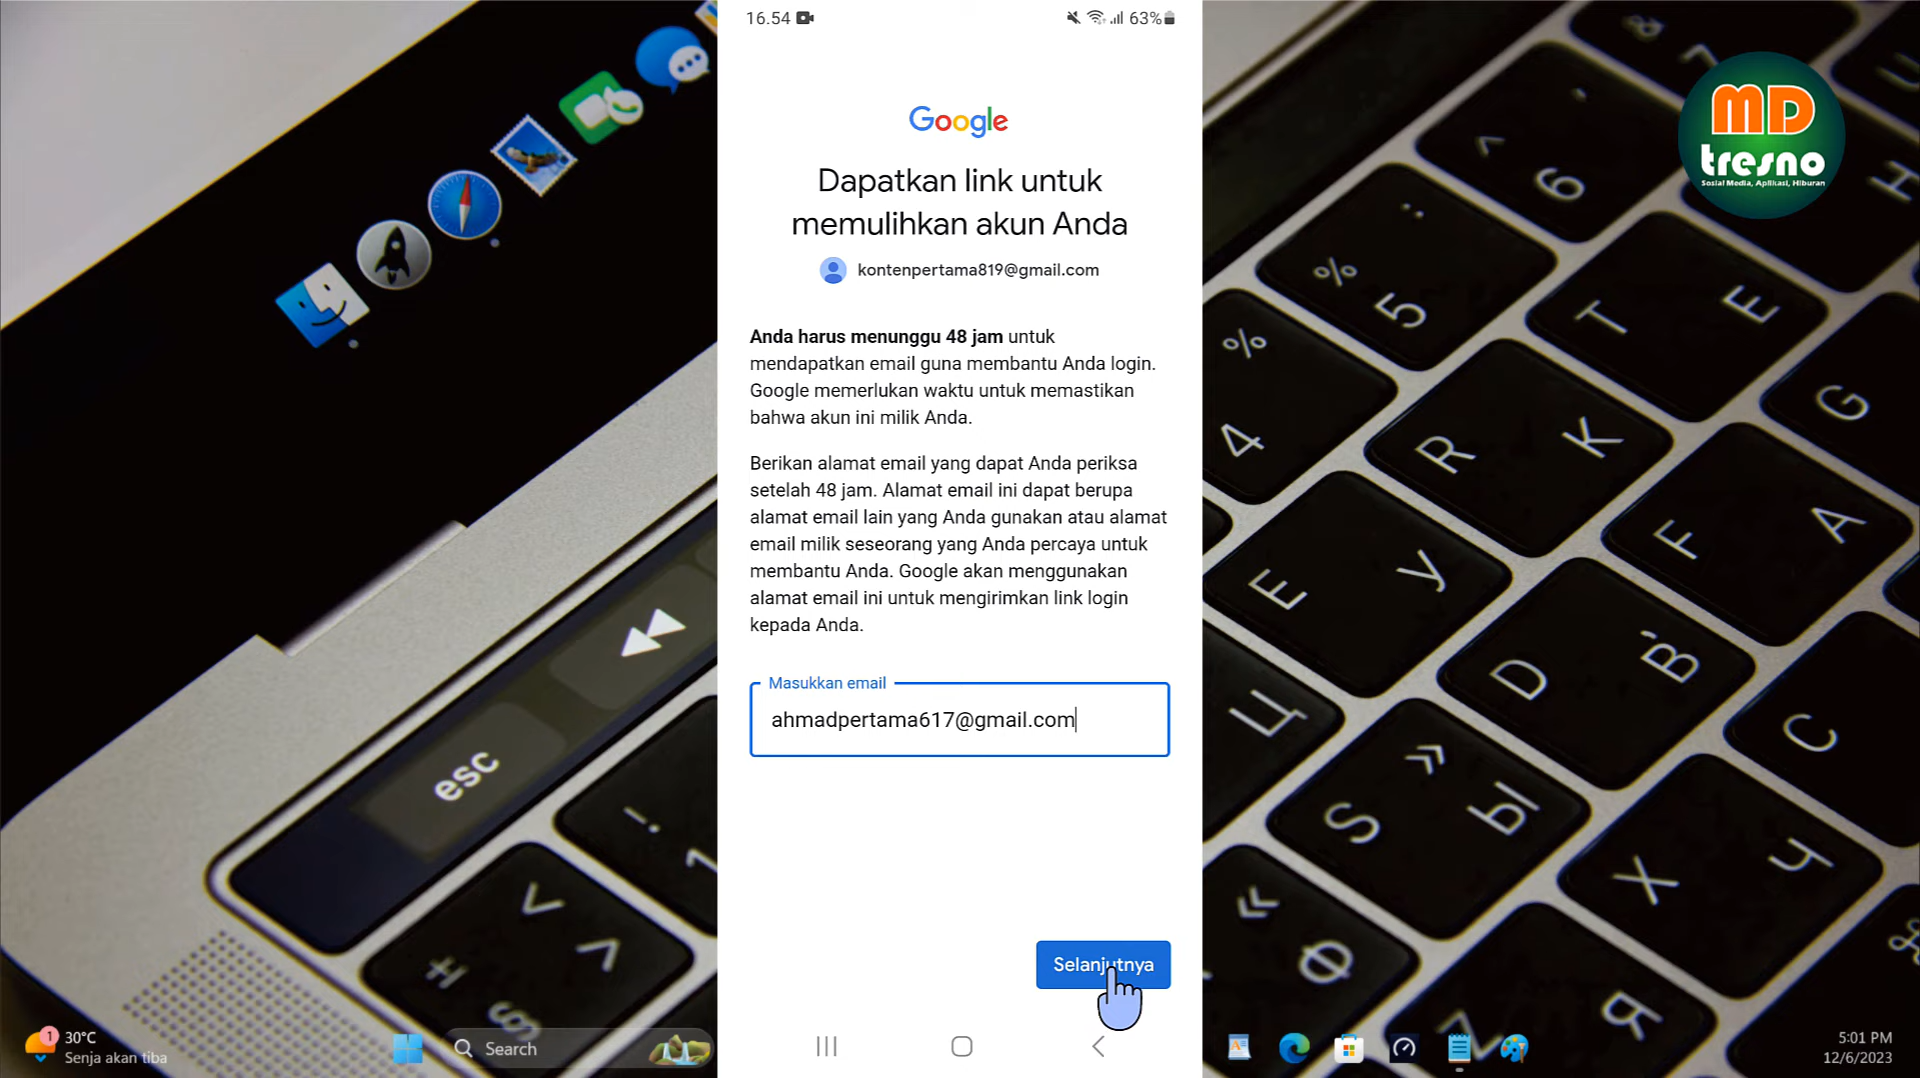 16.54
63%
Google
Dapatkan link untuk
memulihkan akun Anda
kontenpertama819@gmail.com
Anda harus menunggu 48 jam untuk
mendapatkan email guna membantu Anda login.
Google memerlukan waktu untuk memastikan
bahwa akun ini milik Anda.
Berikan alamat email yang dapat Anda periksa
setelah 48 jam. Alamat email ini dapat berupa
alamat email lain yang Anda gunakan atau alamat
email milik seseorang yang Anda percaya untuk
membantu Anda. Google akan menggunakan
alamat email ini untuk mengirimkan link login
kepada Anda.
Masukkan email
ahmadpertama617@gmail.com
Selanjutnya
MD
tresno
Sosial Media, Aplikasi, Hiburan
esc
! 1
± §
^ 6
% 5 :
% 4
T E
R K
E У
F A
G
H
D В
C
S Ы
X Ч
Ц
« Ф
Z Я
⌘
1
30°C
Senja akan tiba
Search
5:01 PM
12/6/2023